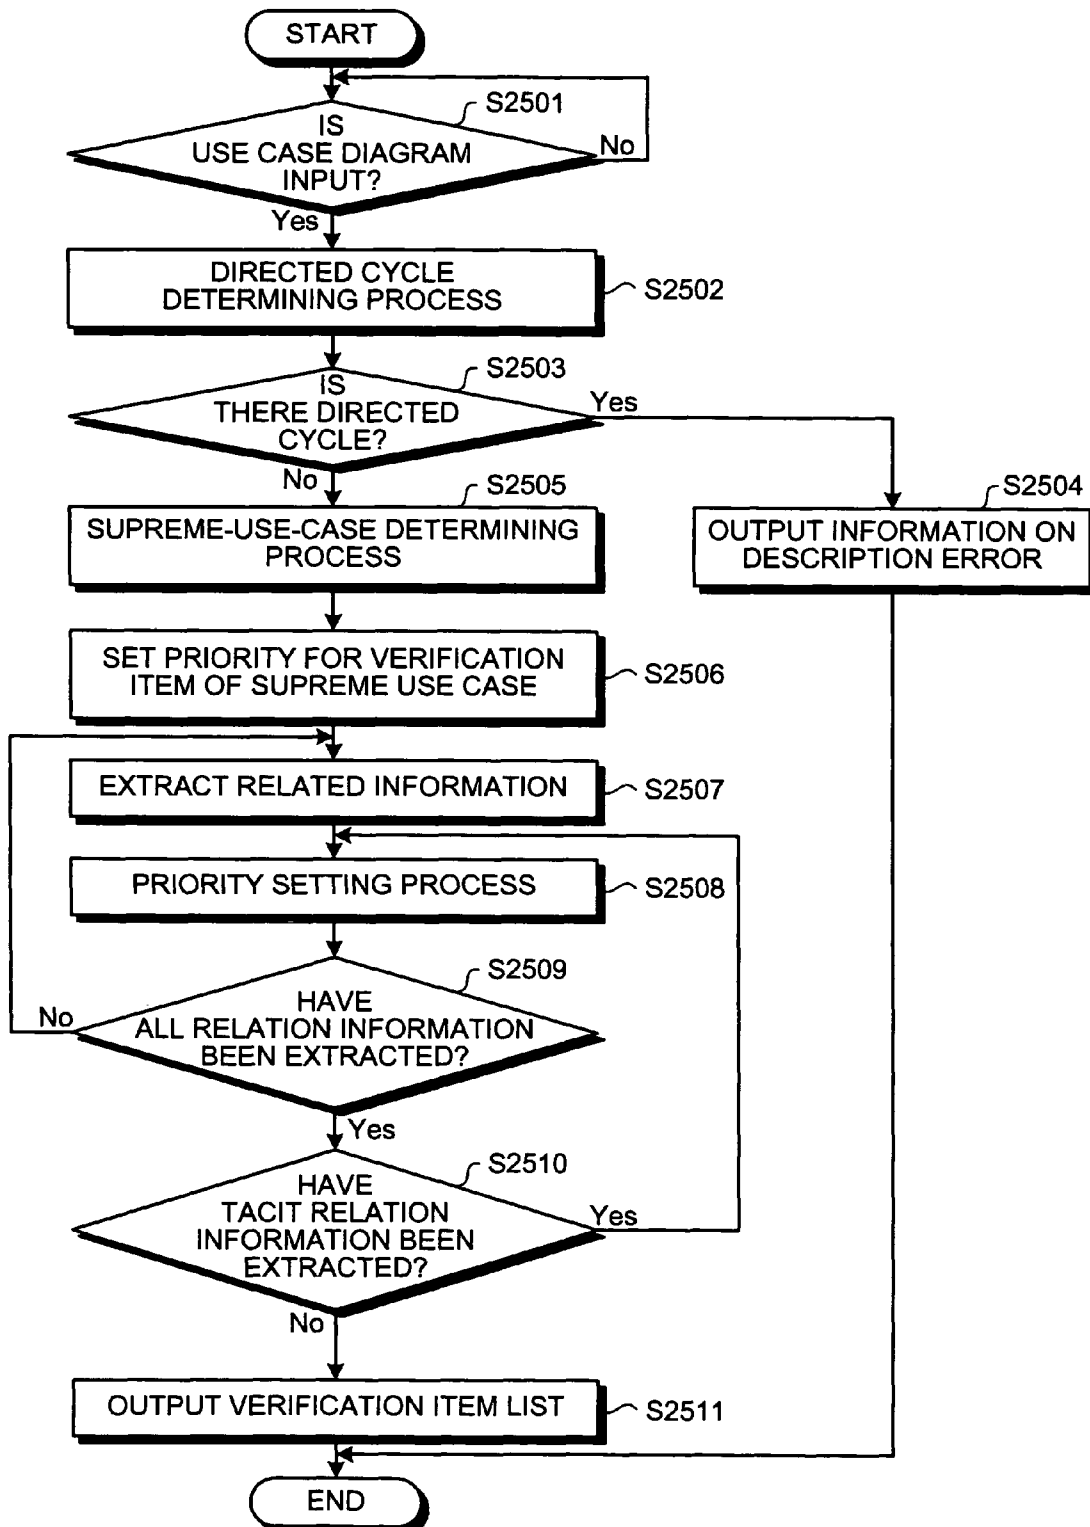 START
S2501
IS
USE CASE DIAGRAM
INPUT?
No
Yes
DIRECTED CYCLE
DETERMINING PROCESS
S2502
S2503
IS
THERE DIRECTED
CYCLE?
Yes
No
S2505
SUPREME-USE-CASE DETERMINING
PROCESS
S2504
OUTPUT INFORMATION ON
DESCRIPTION ERROR
SET PRIORITY FOR VERIFICATION
ITEM OF SUPREME USE CASE
S2506
EXTRACT RELATED INFORMATION
S2507
PRIORITY SETTING PROCESS
S2508
S2509
HAVE
ALL RELATION INFORMATION
BEEN EXTRACTED?
No
Yes
S2510
HAVE
TACIT RELATION
INFORMATION BEEN
EXTRACTED?
Yes
No
OUTPUT VERIFICATION ITEM LIST
S2511
END